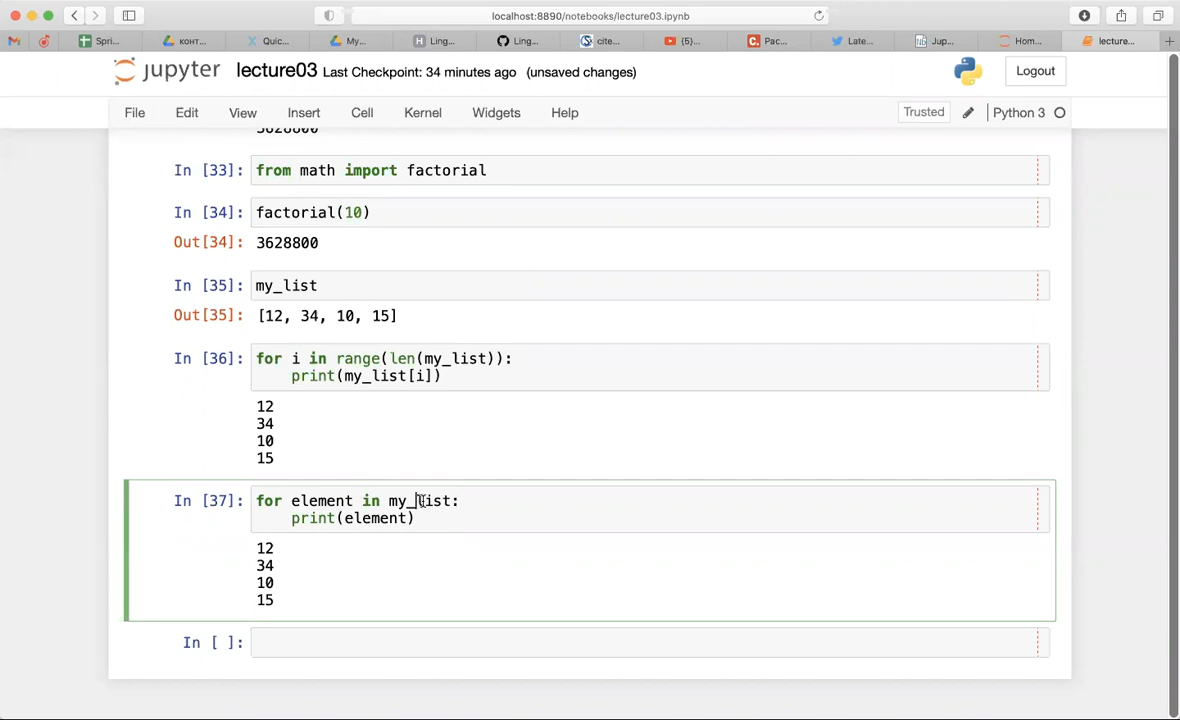 localhost:8890/notebooks/lecture03.ipynb
Spri...
конт...
Quic...
My...
Ling...
Ling...
cite...
(5)...
Pac...
Late...
Jup...
Hom...
lecture...
jupyter lecture03 Last Checkpoint: 34 minutes ago (unsaved changes)
Logout
File Edit View Insert Cell Kernel Widgets Help
Trusted
Python 3
3628800
In [33]: from math import factorial
In [34]: factorial(10)
Out[34]: 3628800
In [35]: my_list
Out[35]: [12, 34, 10, 15]
In [36]: for i in range(len(my_list)):
print(my_list[i])
12
34
10
15
In [37]: for element in my_list:
print(element)
12
34
10
15
In [ ]: